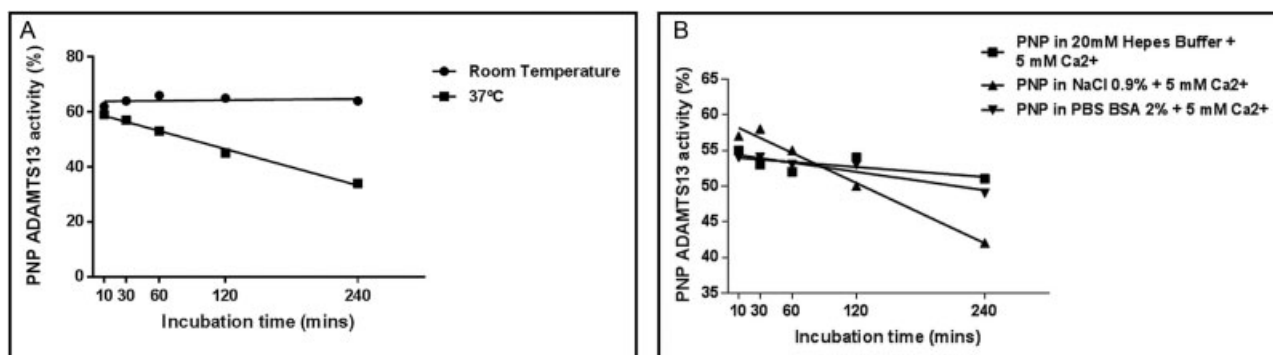 A
PNP ADAMTS13 activity (%)
80
60
40
20
0
10 30 60 120 240
Incubation time (mins)
Room Temperature
37ºC
B
PNP ADAMTS13 activity (%)
65
60
55
50
45
40
35
10 30 60 120 240
Incubation time (mins)
PNP in 20mM Hepes Buffer +
5 mM Ca2+
PNP in NaCl 0.9% + 5 mM Ca2+
PNP in PBS BSA 2% + 5 mM Ca2+